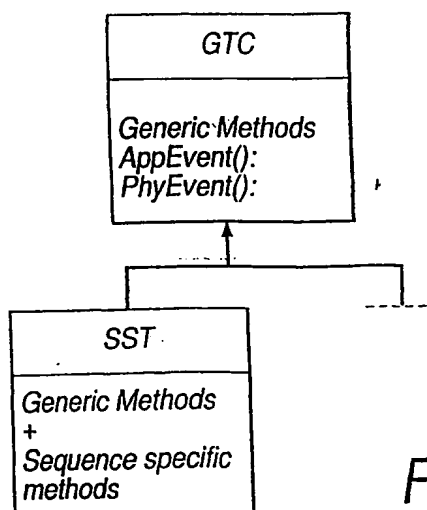 GTC
Generic Methods
AppEvent():
PhyEvent():
SST
Generic Methods
+
Sequence specific
methods
F